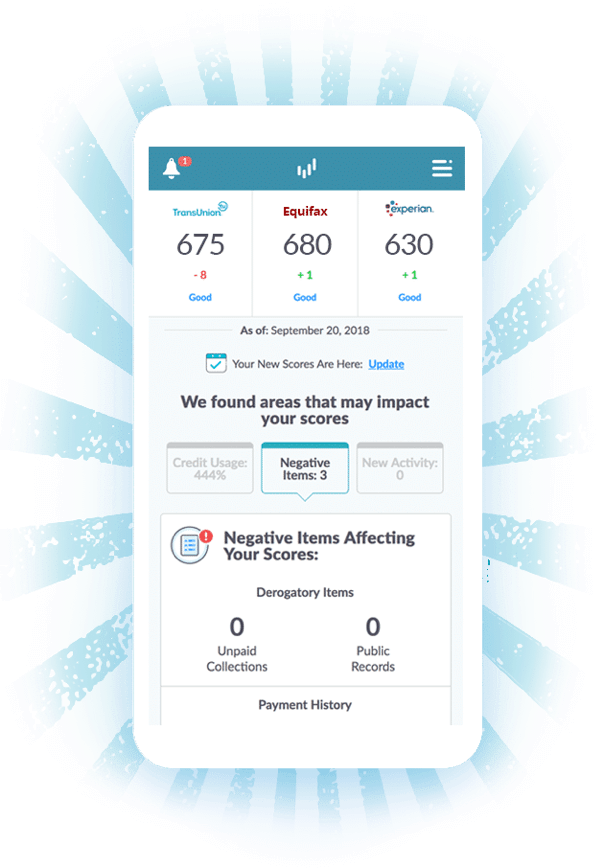 1
TransUnion
Equifax
experian.
675
680
630
- 8
+ 1
+ 1
Good
Good
Good
As of: September 20, 2018
Your New Scores Are Here: Update
We found areas that may impact
your scores
Credit Usage:
444%
Negative
Items: 3
New Activity:
0
!
Negative Items Affecting
Your Scores:
Derogatory Items
0
0
Unpaid
Collections
Public
Records
Payment History